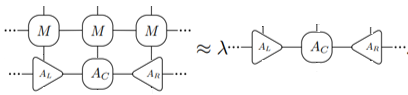 M M M
A_L A_C A_R ≈ λ A_L A_C A_R .